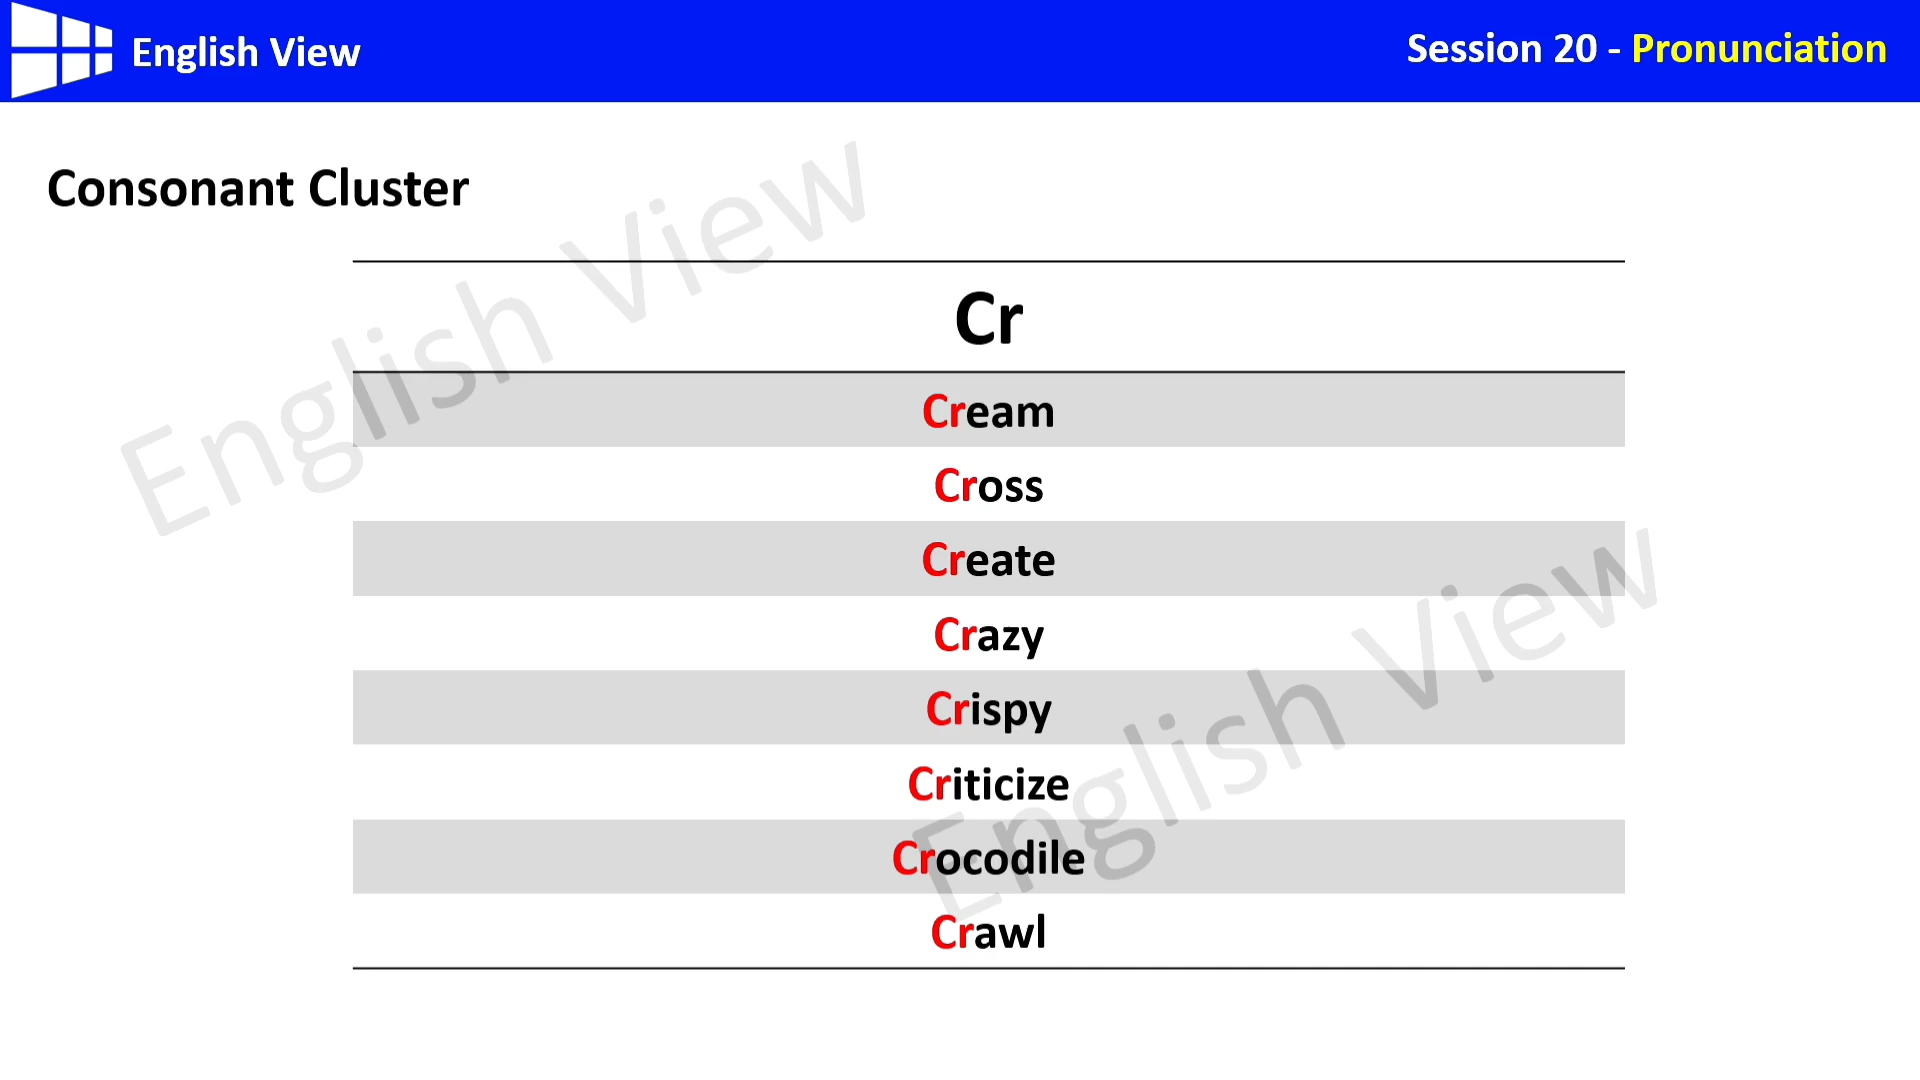 English View
Session 20 - Pronunciation
Consonant Cluster
Cr
Cream
Cross
Create
Crazy
Crispy
Criticize
Crocodile
Crawl
English View
English View